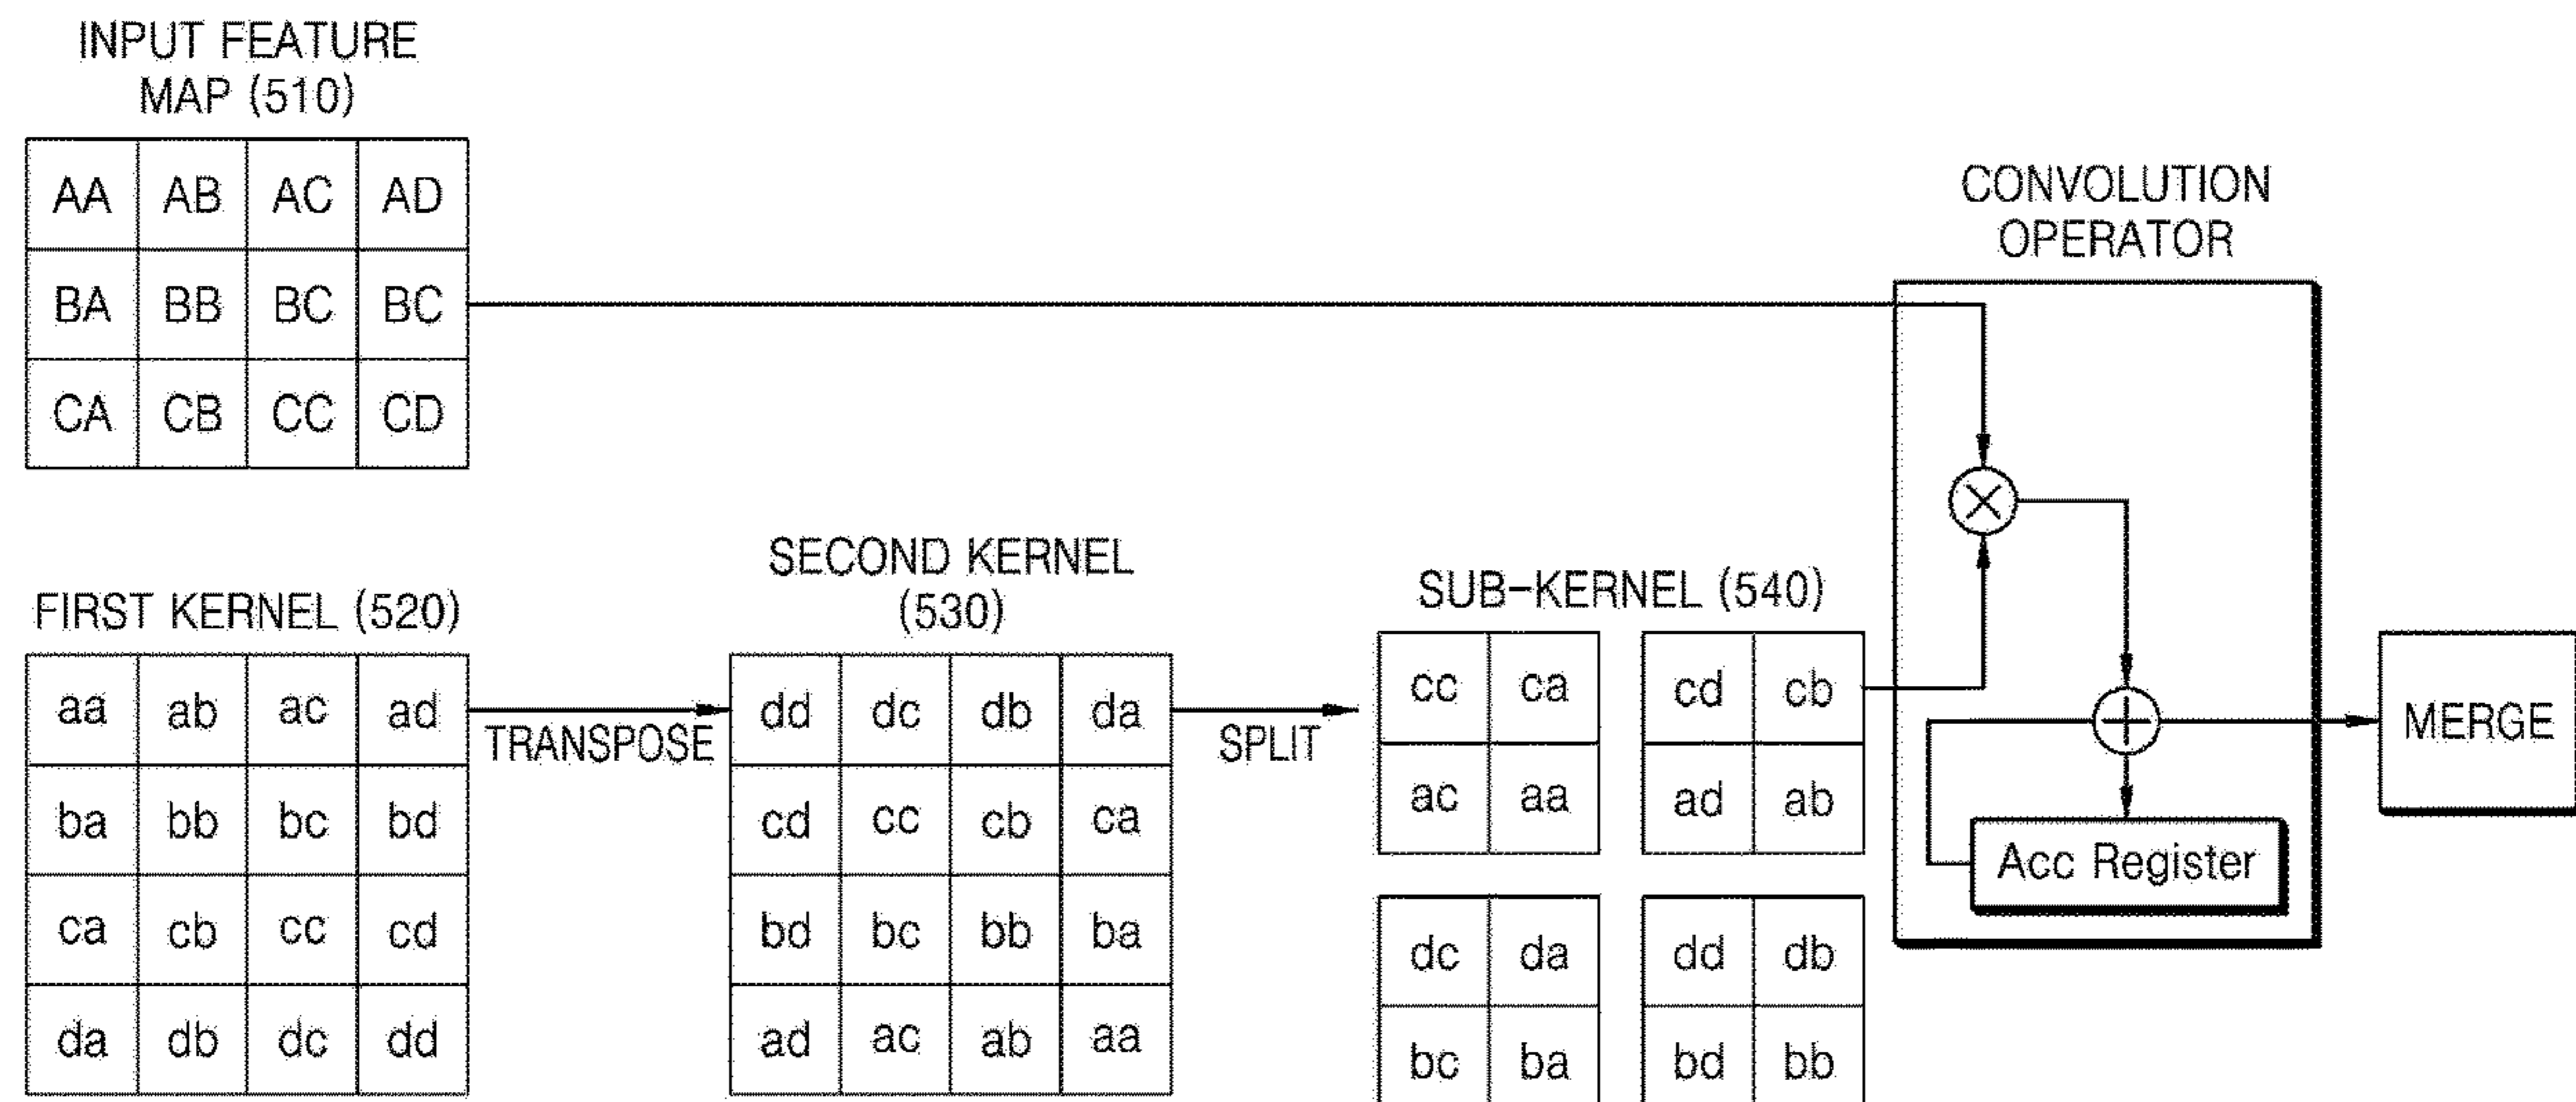 INPUT FEATURE
MAP (510)
AA AB AC AD
BA BB BC BC
CA CB CC CD
CONVOLUTION
OPERATOR
FIRST KERNEL (520)
aa ab ac ad
ba bb bc bd
ca cb cc cd
da db dc dd
TRANSPOSE
SECOND KERNEL
(530)
dd dc db da
cd cc cb ca
bd bc bb ba
ad ac ab aa
SPLIT
SUB-KERNEL (540)
cc ca cd cb
ac aa ad ab
dc da dd db
bc ba bd bb
Acc Register
MERGE